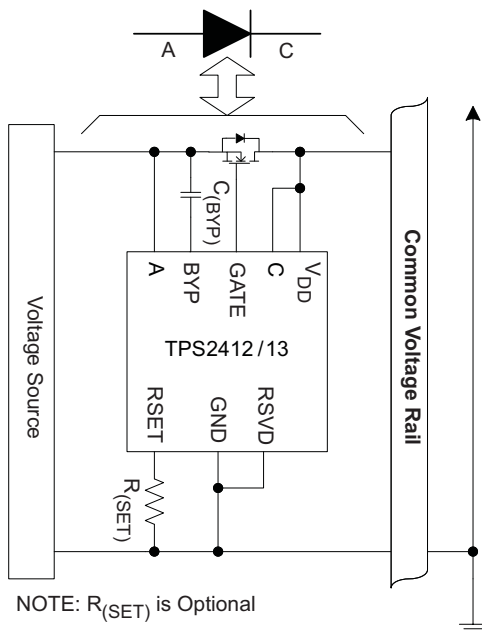 A
C
C(BYP)
A
BYP
GATE
C
VDD
TPS2412/13
RSET
GND
RSVD
R(SET)
Voltage Source
Common Voltage Rail
NOTE: R(SET) is Optional